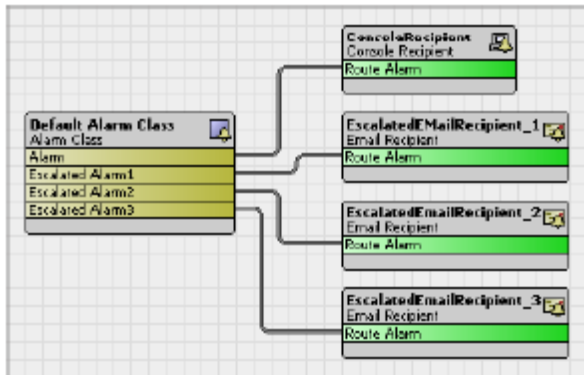 ConsoleRecipient
Console Recipient
Route Alarm
Default Alarm Class
Alarm Class
Alarm
Escalated Alarm1
Escalated Alarm2
Escalated Alarm3
EscalatedEMailRecipient_1
Email Recipient
Route Alarm
EscalatedEmailRecipient_2
Email Recipient
Route Alarm
EscalatedEmailRecipient_3
Email Recipient
Route Alarm